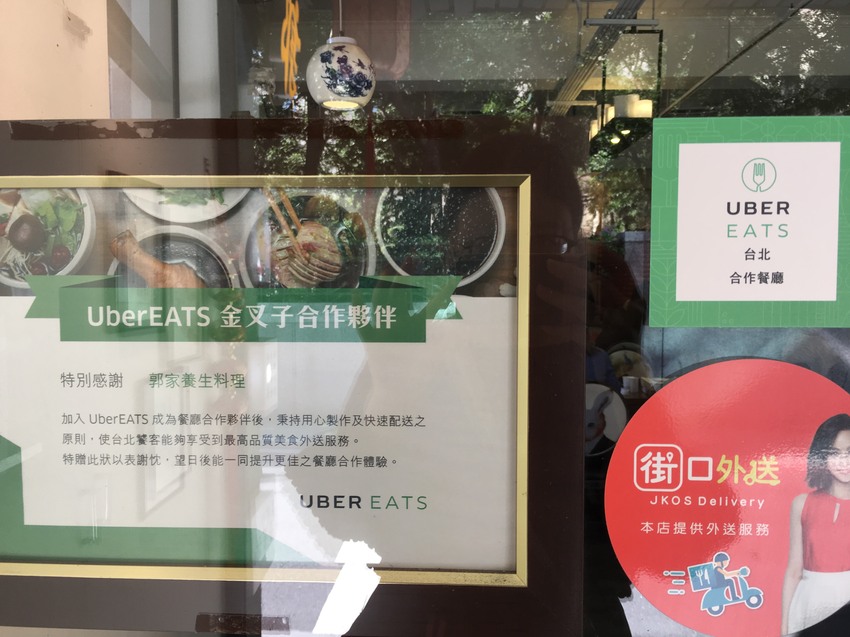 UberEATS 金叉子合作夥伴
特別感謝 郭家養生料理
加入 UberEATS 成為餐廳合作夥伴後，秉持用心製作及快速配送之
原則，使台北饕客能夠享受到最高品質美食外送服務。
特贈此狀以表謝忱，望日後能一同提升更佳之餐廳合作體驗。
UBER EATS
UBER
EATS
台北
合作餐廳
街口外送
JKOS Delivery
本店提供外送服務